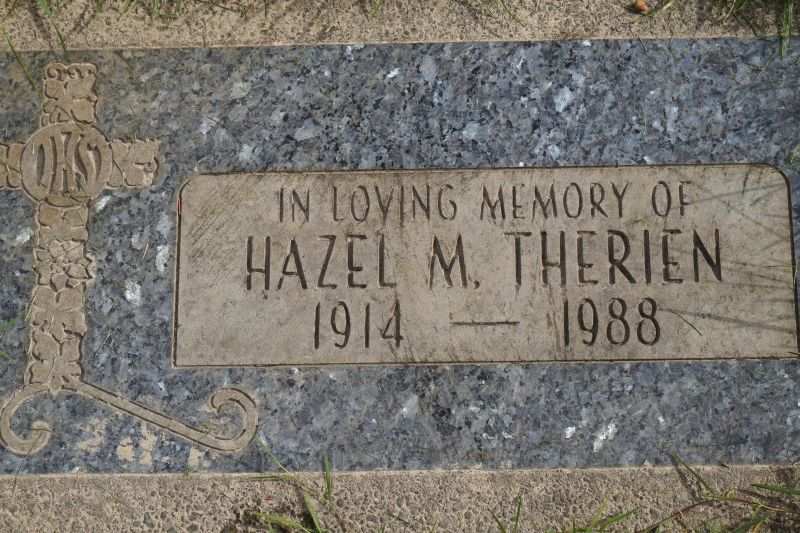 IHS
IN LOVING MEMORY OF
HAZEL M. THERIEN
1914 — 1988